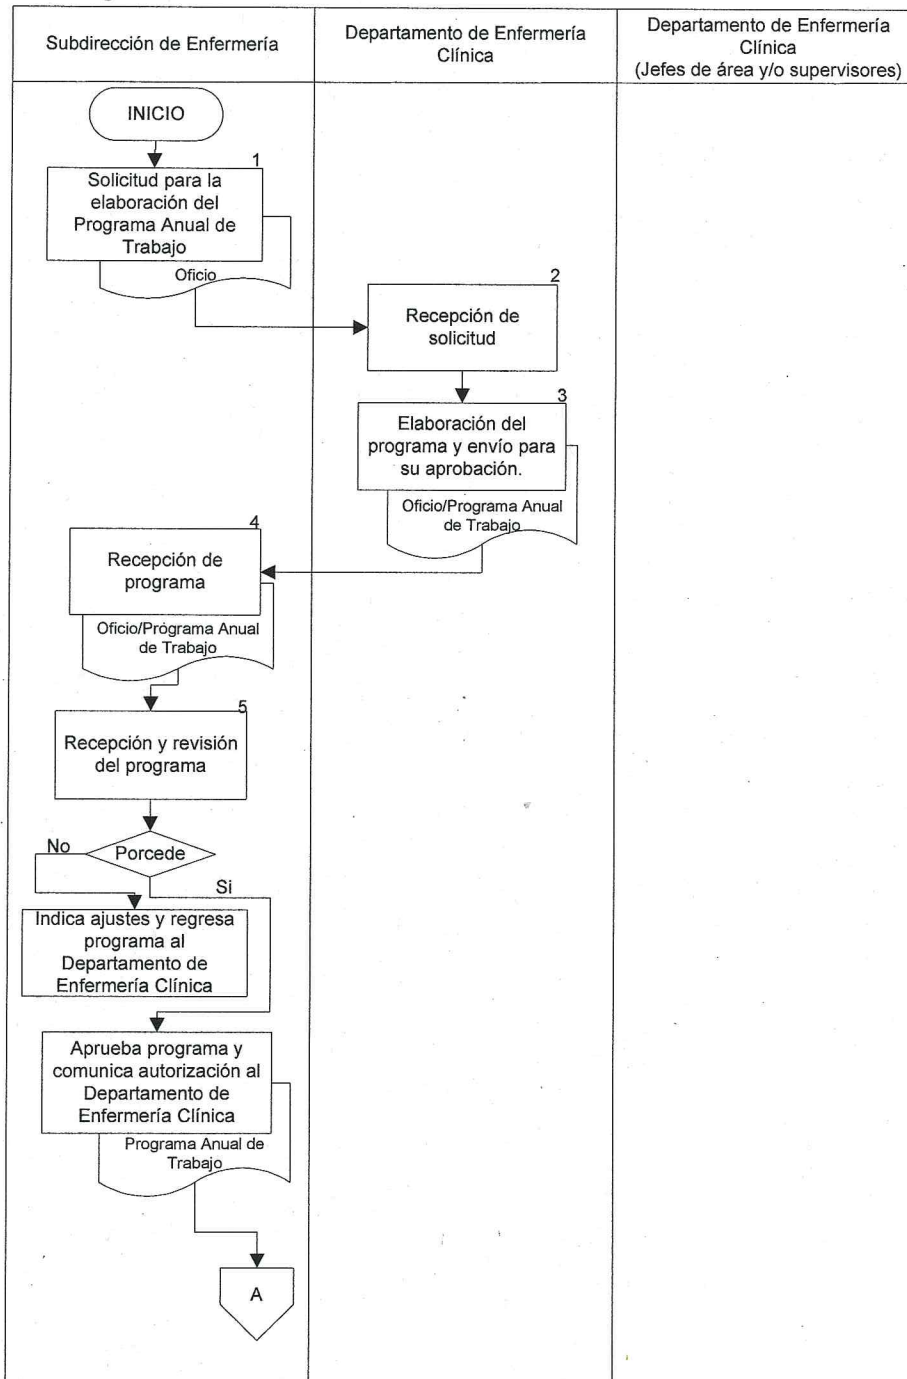 Subdirección de Enfermería
Departamento de Enfermería
Clínica
Departamento de Enfermería
Clínica
(Jefes de área y/o supervisores)
INICIO
1
Solicitud para la
elaboración del
Programa Anual de
Trabajo
Oficio
2
Recepción de
solicitud
3
Elaboración del
programa y envío para
su aprobación.
Oficio/Programa Anual
de Trabajo
4
Recepción de
programa
Oficio/Programa Anual
de Trabajo
5
Recepción y revisión
del programa
Porcede
No
Si
Indica ajustes y regresa
programa al
Departamento de
Enfermería Clínica
Aprueba programa y
comunica autorización al
Departamento de
Enfermería Clínica
Programa Anual de
Trabajo
A